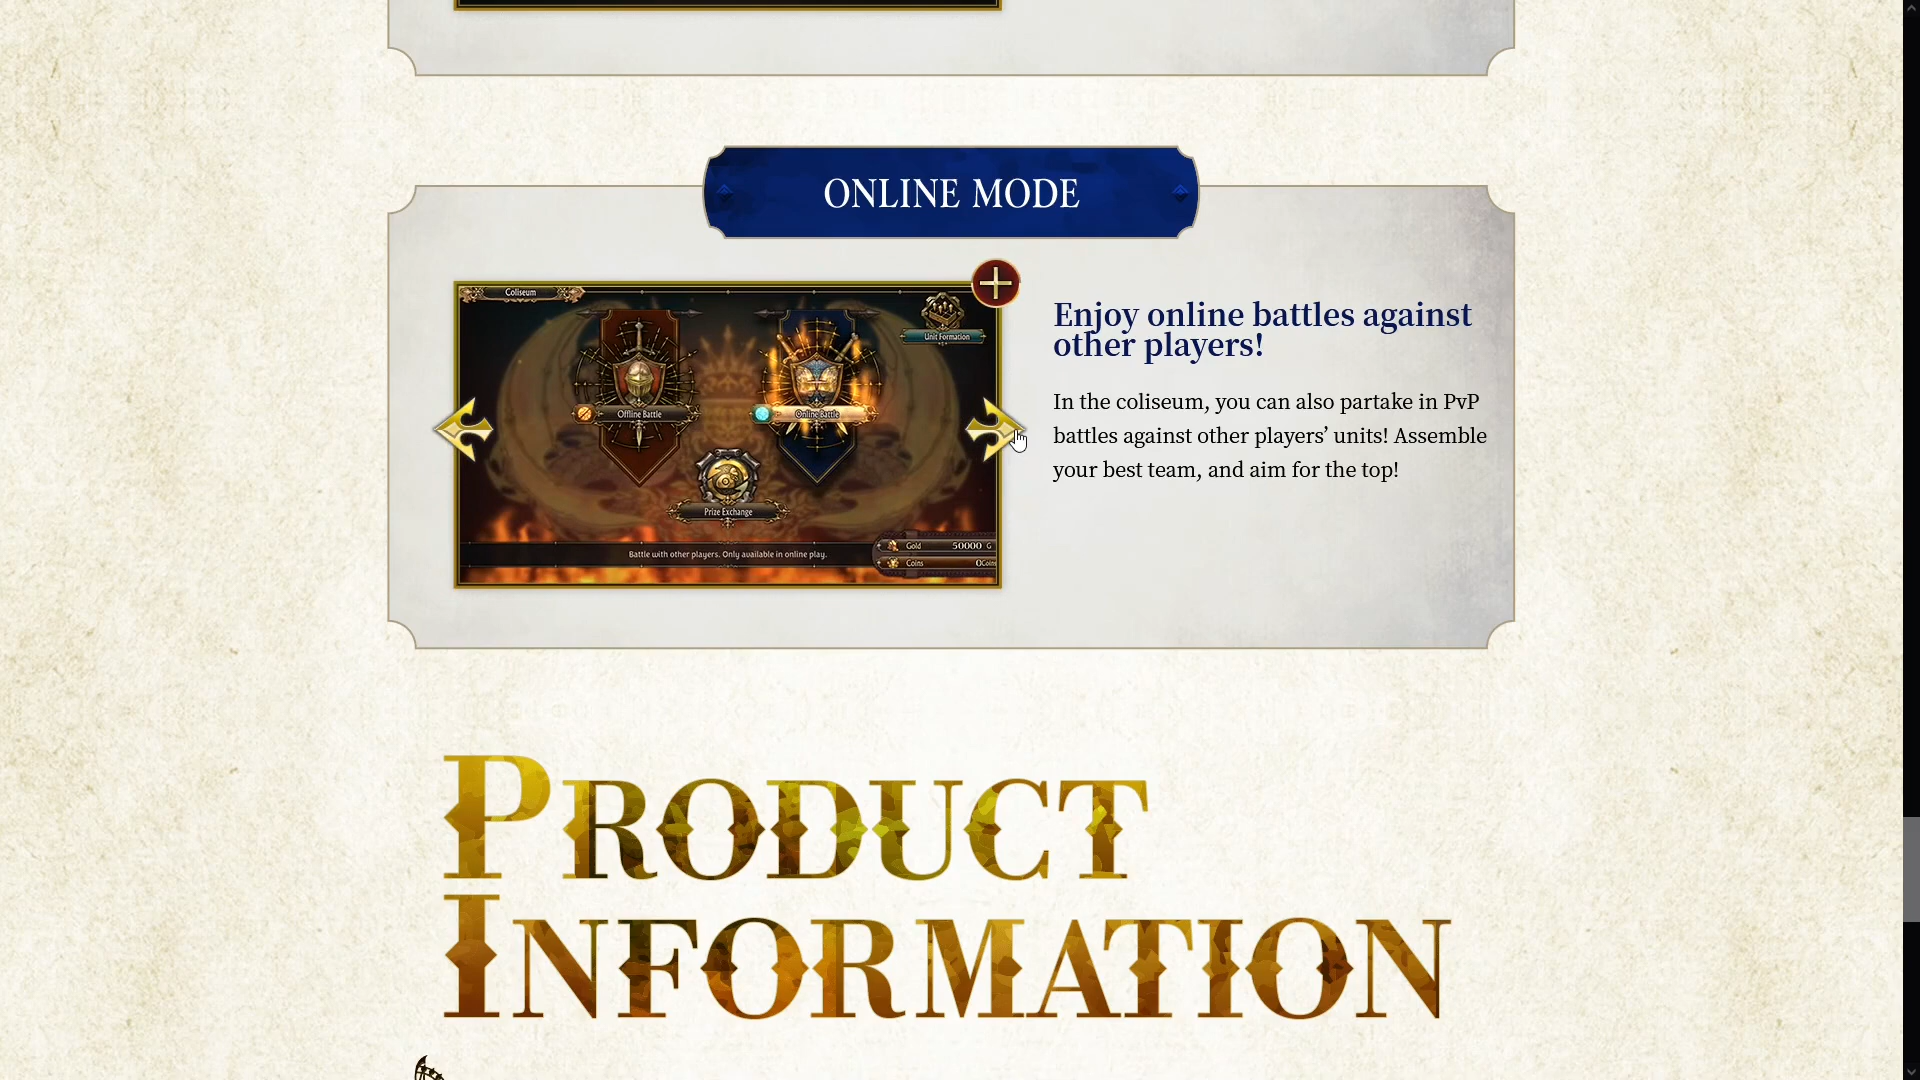 ONLINE MODE
Coliseum
Unit Formation
Offline Battle
Online Battle
Prize Exchange
Battle with other players. Only available in online play.
Gold 50000 G
Coins 0Coins
Enjoy online battles against
other players!
In the coliseum, you can also partake in PvP
battles against other players’ units! Assemble
your best team, and aim for the top!
PRODUCT
INFORMATION